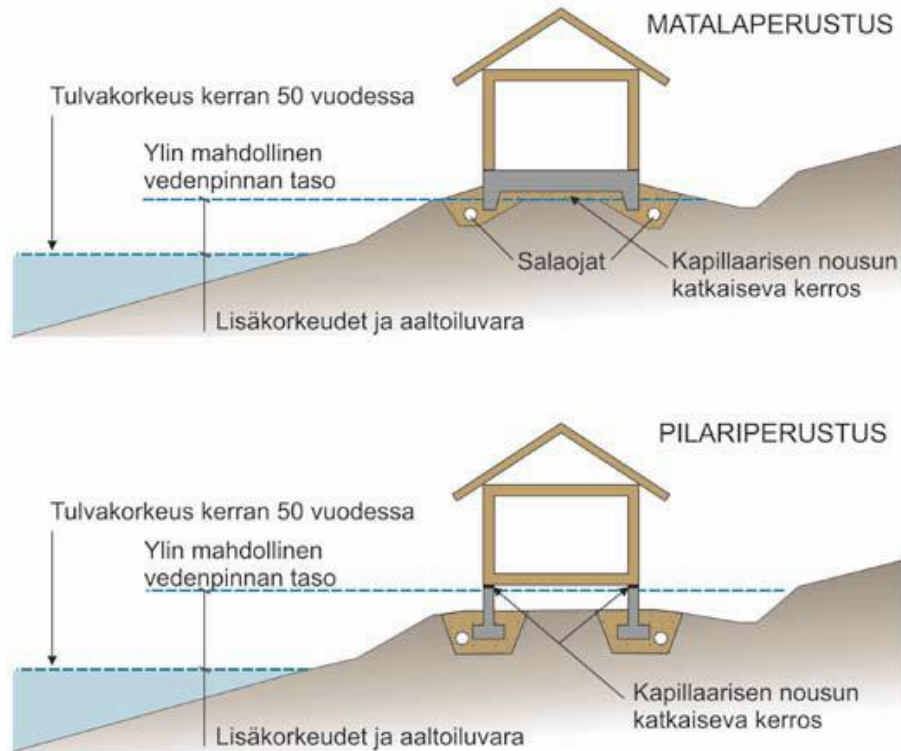 MATALAPERUSTUS
Tulvakorkeus kerran 50 vuodessa
Ylin mahdollinen
vedenpinnan taso
Salaojat
Kapillaarisen nousun
katkaiseva kerros
Lisäkorkeudet ja aaltoiluvara
PILARIPERUSTUS
Tulvakorkeus kerran 50 vuodessa
Ylin mahdollinen
vedenpinnan taso
Kapillaarisen nousun
katkaiseva kerros
Lisäkorkeudet ja aaltoiluvara